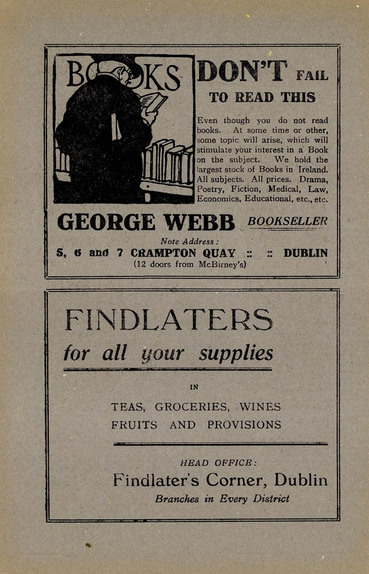 BOOKS
DON'T FAIL
TO READ THIS
Even though you do not read
books. At some time or other,
some topic will arise, which will
stimulate your interest in a Book
on the subject. We hold the
largest stock of Books in Ireland.
All subjects. All prices. Drama,
Poetry, Fiction, Medical, Law,
Economics, Educational, etc., etc.
GEORGE WEBB BOOKSELLER
Note Address:
5, 6 and 7 CRAMPTON QUAY :: :: DUBLIN
(12 doors from McBirney's)
FINDLATERS
for all your supplies
IN
TEAS, GROCERIES, WINES
FRUITS AND PROVISIONS
HEAD OFFICE:
Findlater's Corner, Dublin
Branches in Every District